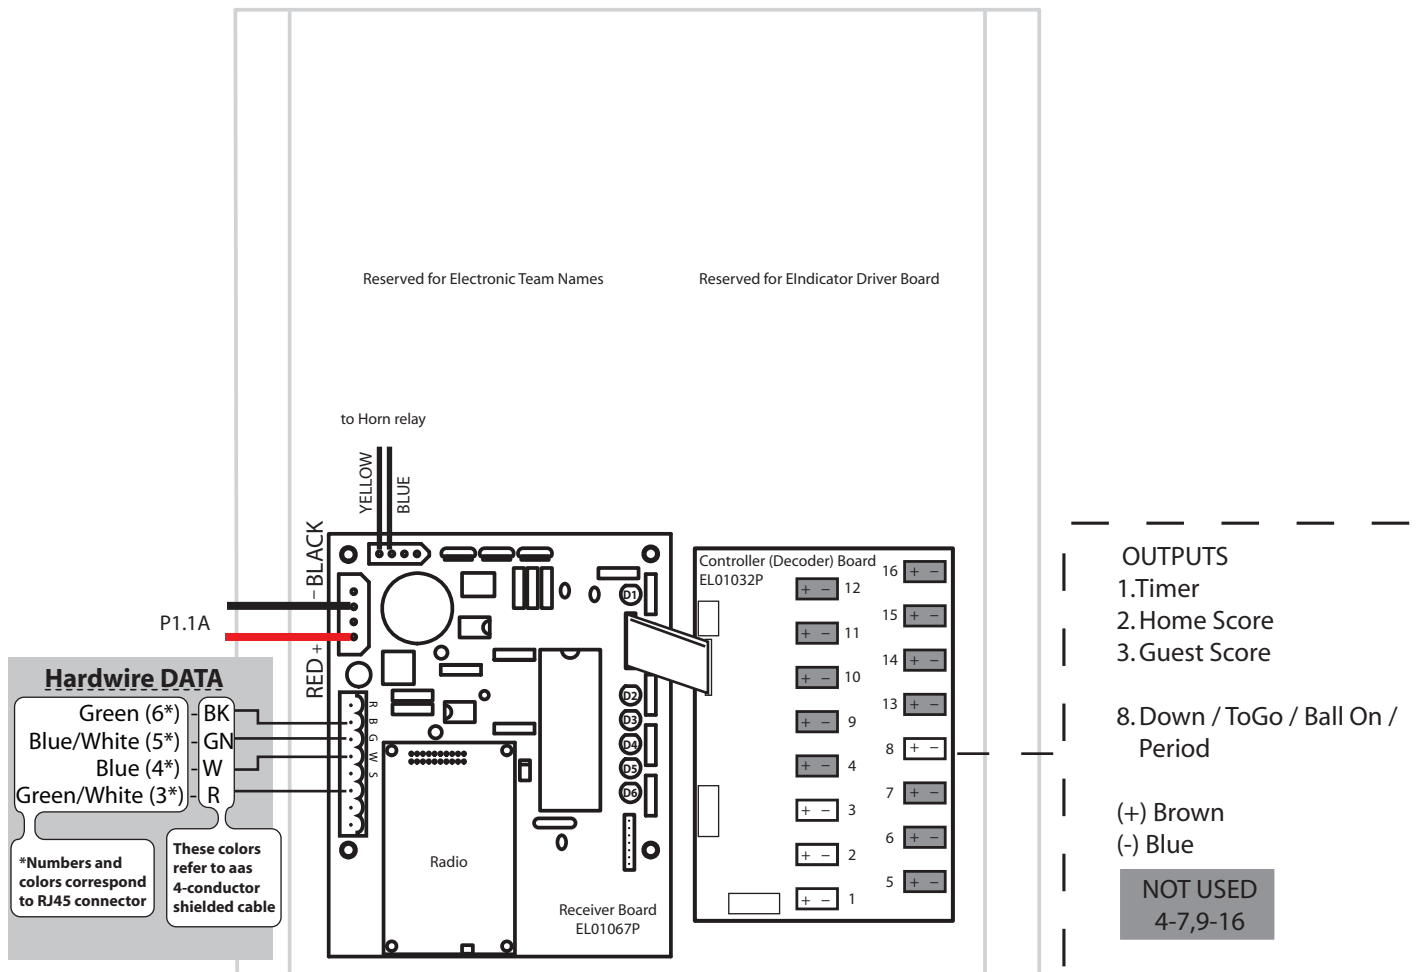 Reserved for Electronic Team Names
Reserved for EIndicator Driver Board
to Horn relay
YELLOW
BLUE
RED + – BLACK
P1.1A
Hardwire DATA
Green (6*) - BK
Blue/White (5*) - GN
Blue (4*) - W
Green/White (3*) - R
*Numbers and
colors correspond
to RJ45 connector
These colors
refer to aas
4-conductor
shielded cable
R
B
G
W
S
D1
D2
D3
D4
D5
D6
Radio
Receiver Board
EL01067P
Controller (Decoder) Board
EL01032P
16 + –
+ – 12
15 + –
+ – 11
14 + –
+ – 10
13 + –
+ – 9
8 + –
+ – 4
7 + –
+ – 3
6 + –
+ – 2
5 + –
+ – 1
OUTPUTS
1.Timer
2. Home Score
3. Guest Score
8. Down / ToGo / Ball On /
Period
(+) Brown
(-) Blue
NOT USED
4-7,9-16